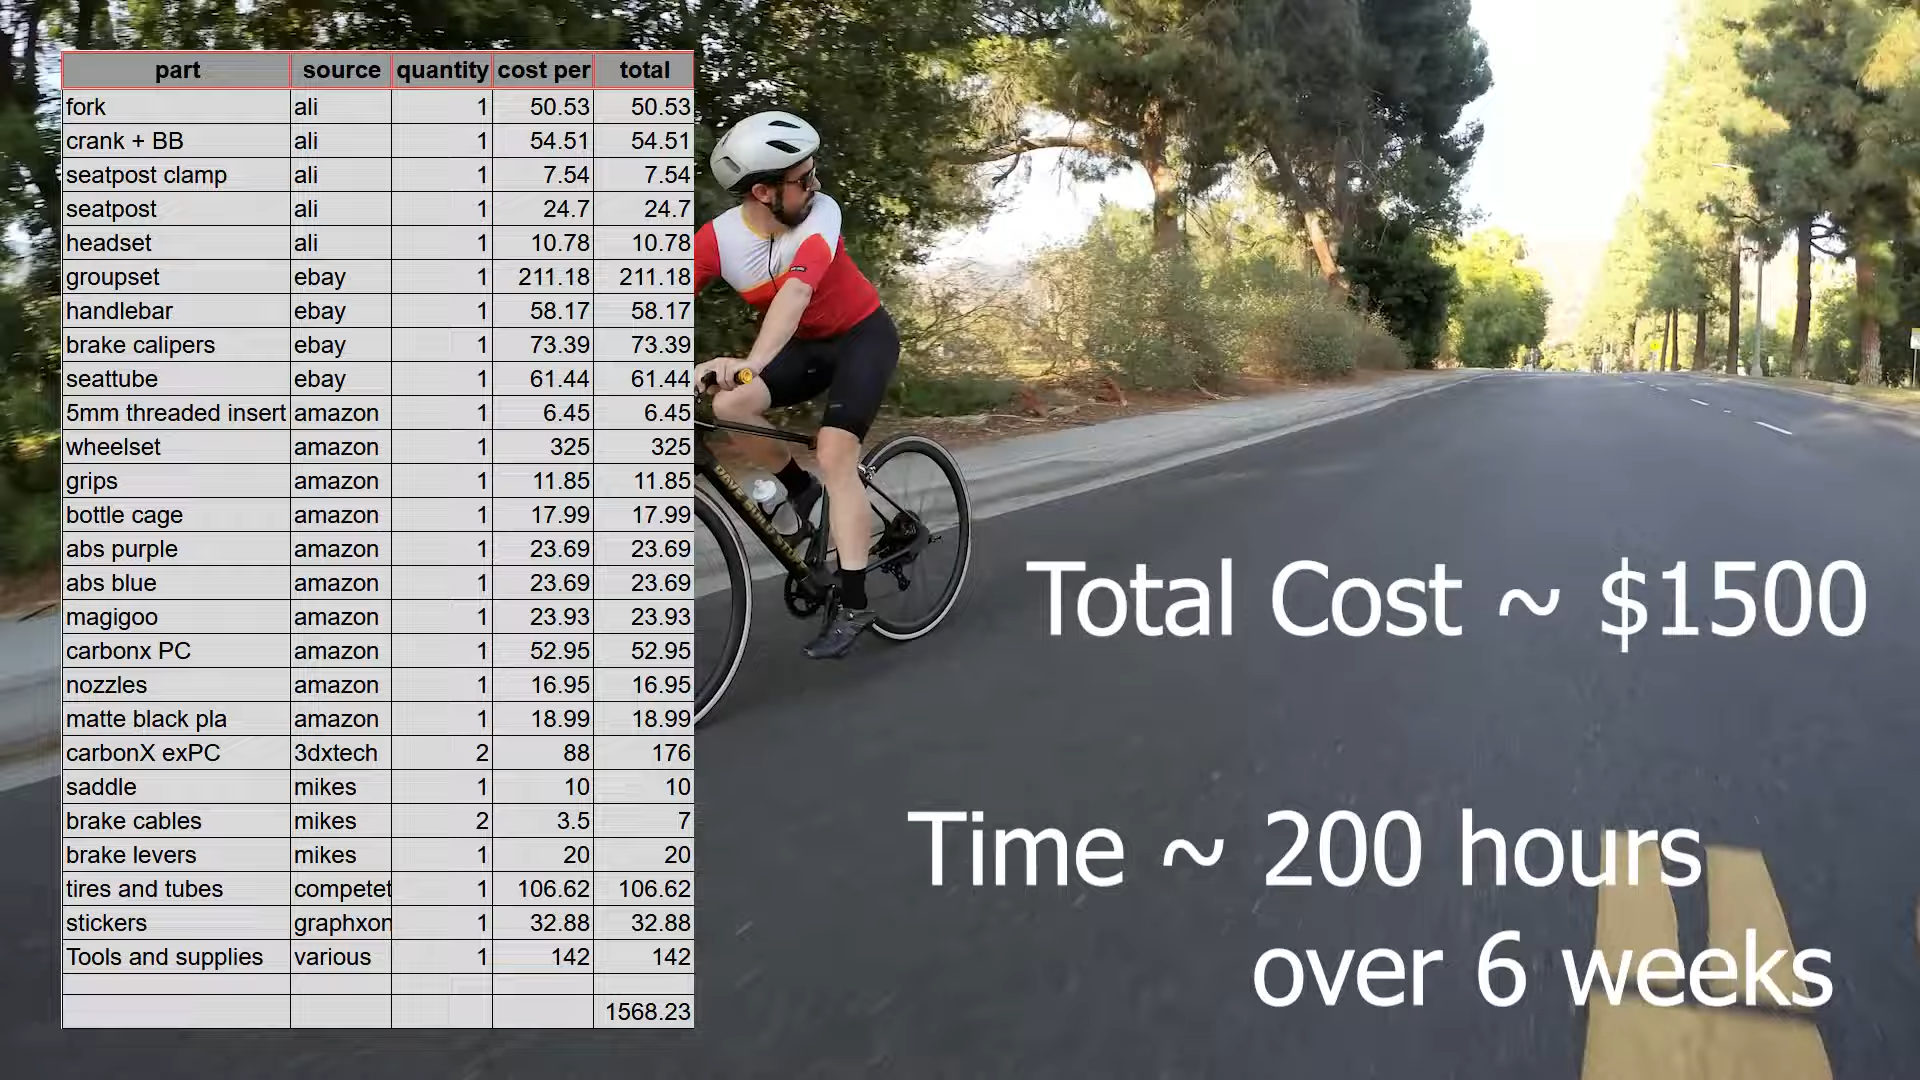 part source quantity cost per total
fork ali 1 50.53 50.53
crank + BB ali 1 54.51 54.51
seatpost clamp ali 1 7.54 7.54
seatpost ali 1 24.7 24.7
headset ali 1 10.78 10.78
groupset ebay 1 211.18 211.18
handlebar ebay 1 58.17 58.17
brake calipers ebay 1 73.39 73.39
seattube ebay 1 61.44 61.44
5mm threaded insert amazon 1 6.45 6.45
wheelset amazon 1 325 325
grips amazon 1 11.85 11.85
bottle cage amazon 1 17.99 17.99
abs purple amazon 1 23.69 23.69
abs blue amazon 1 23.69 23.69
magigoo amazon 1 23.93 23.93
carbonx PC amazon 1 52.95 52.95
nozzles amazon 1 16.95 16.95
matte black pla amazon 1 18.99 18.99
carbonX exPC 3dxtech 2 88 176
saddle mikes 1 10 10
brake cables mikes 2 3.5 7
brake levers mikes 1 20 20
tires and tubes competet 1 106.62 106.62
stickers graphxon 1 32.88 32.88
Tools and supplies various 1 142 142
1568.23
Total Cost ~ $1500
Time ~ 200 hours
over 6 weeks